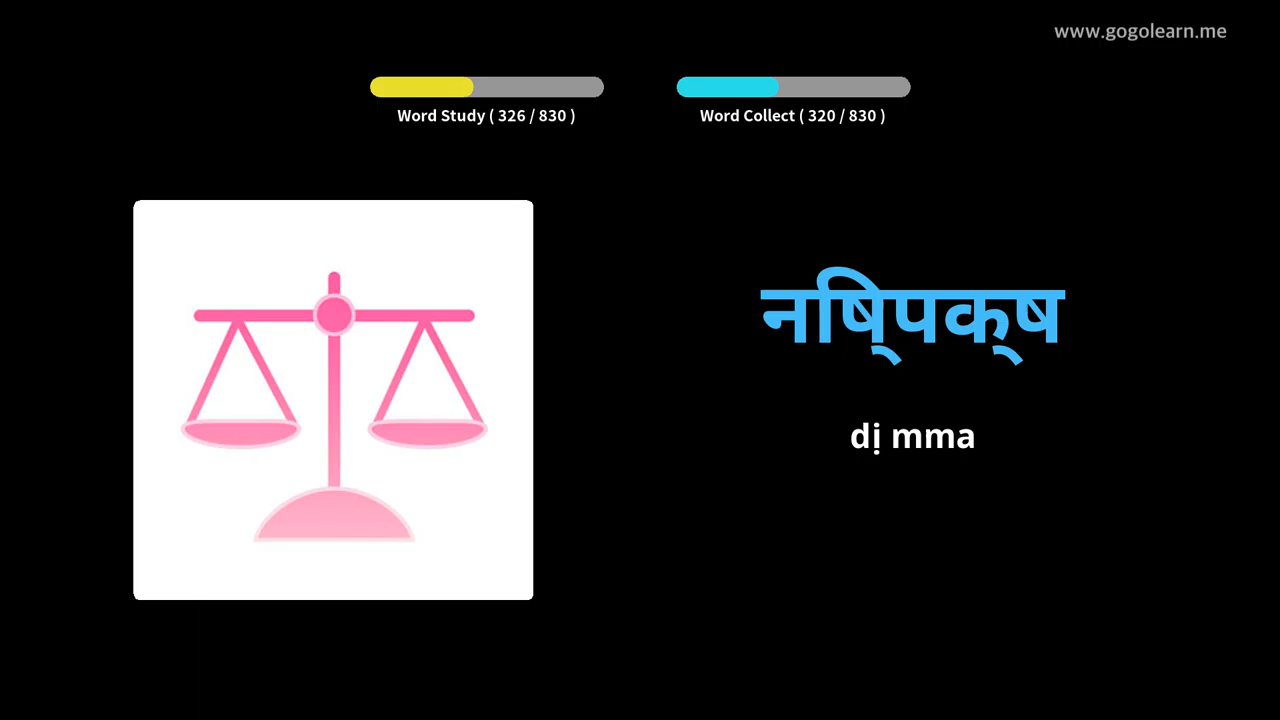 www.gogolearn.me
Word Study ( 326 / 830 )
Word Collect ( 320 / 830 )
नषि्पक्‌ष
dị mma